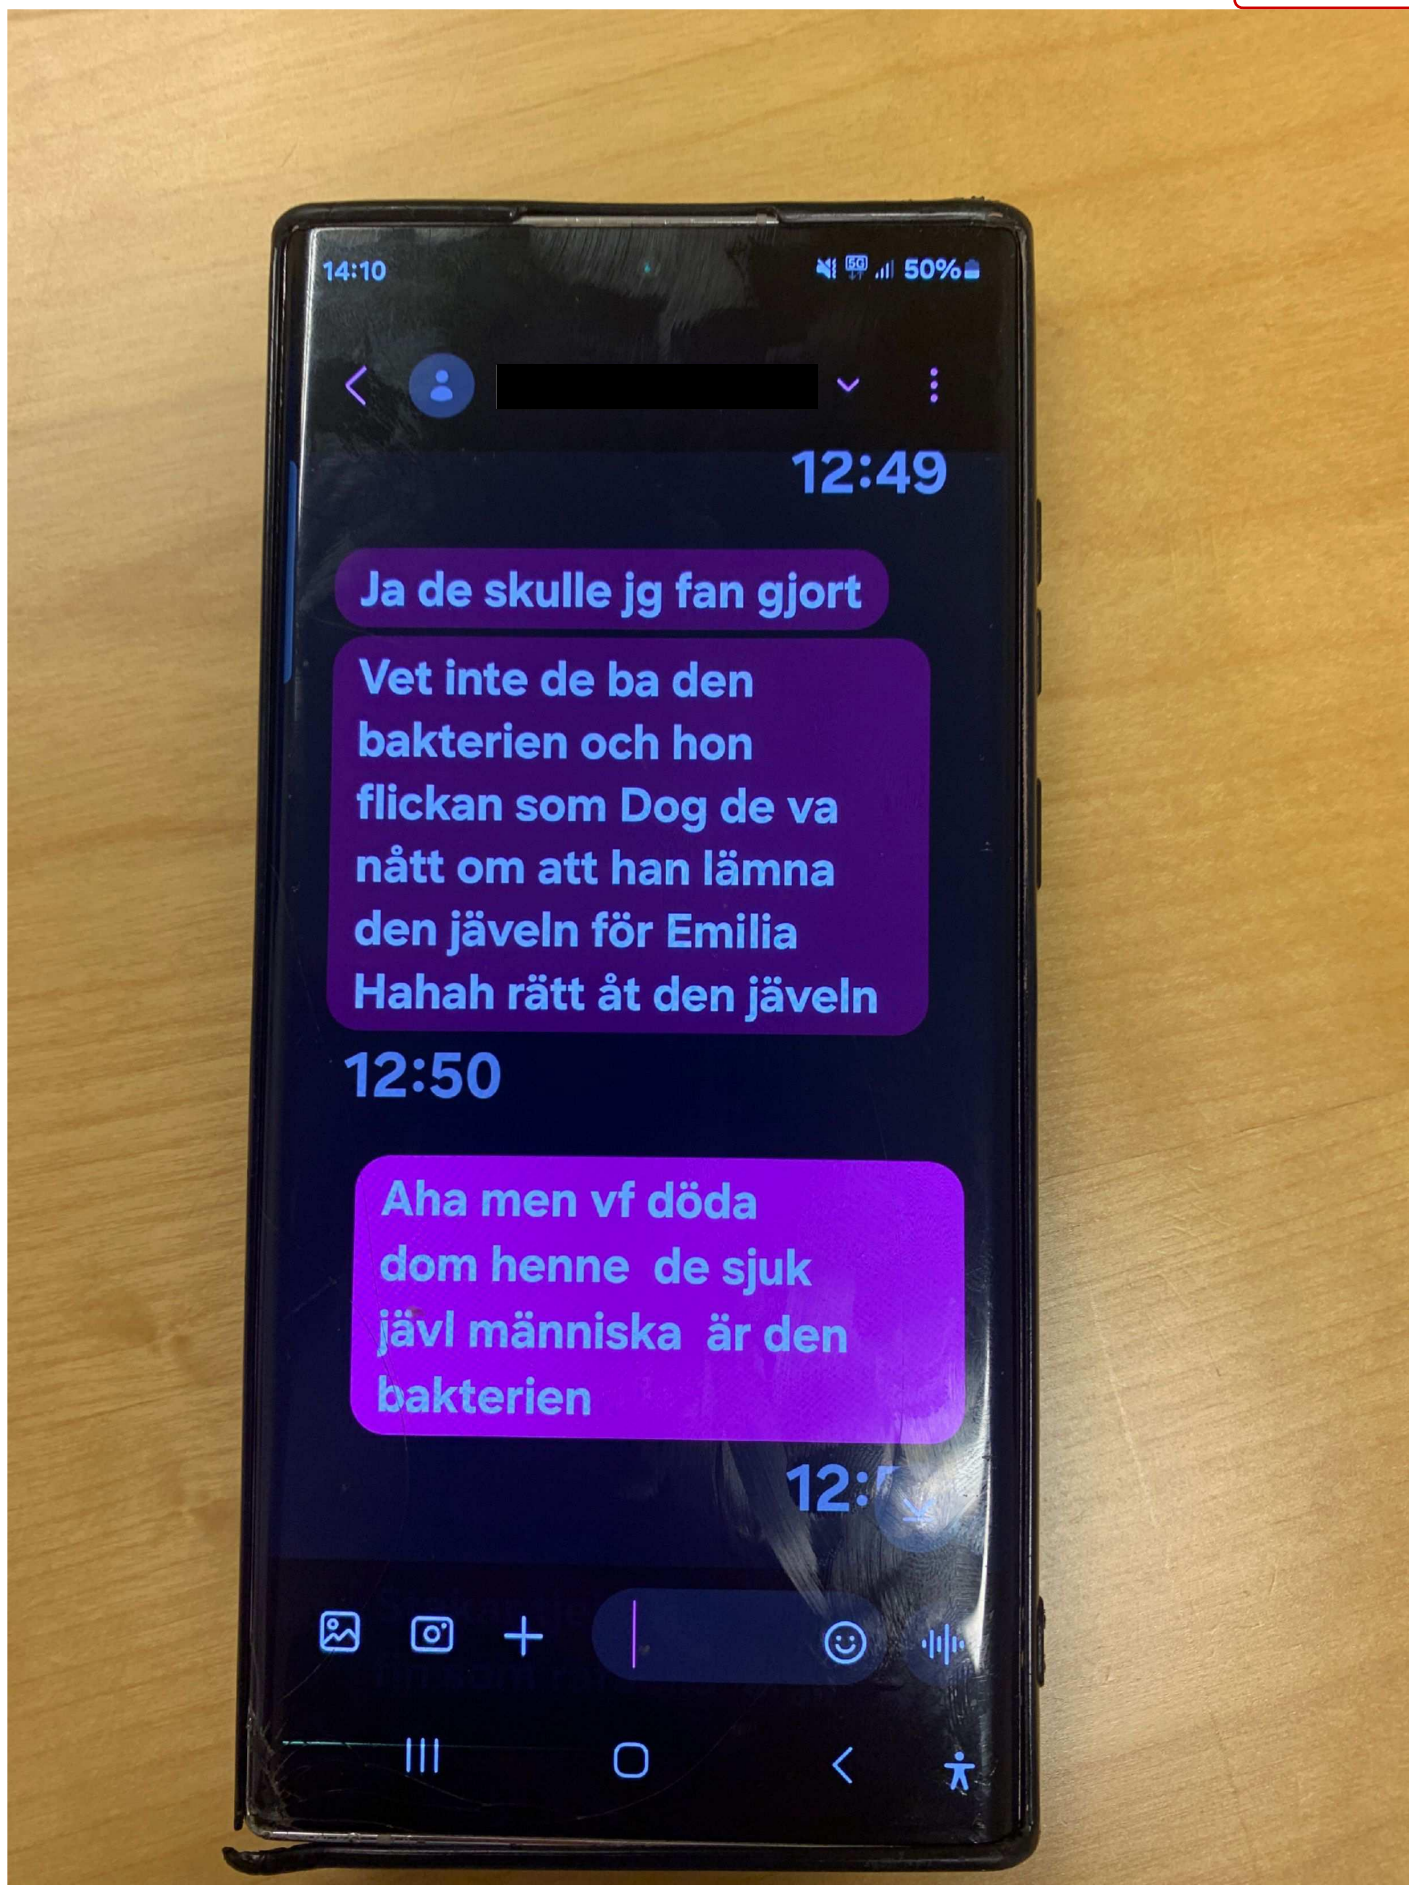 14:10
5G 50%
12:49
Ja de skulle jg fan gjort
Vet inte de ba den
bakterien och hon
flickan som Dog de va
nått om att han lämna
den jäveln för Emilia
Hahah rätt åt den jäveln
12:50
Aha men vf döda
dom henne  de sjuk
jävl människa  är den
bakterien
12: